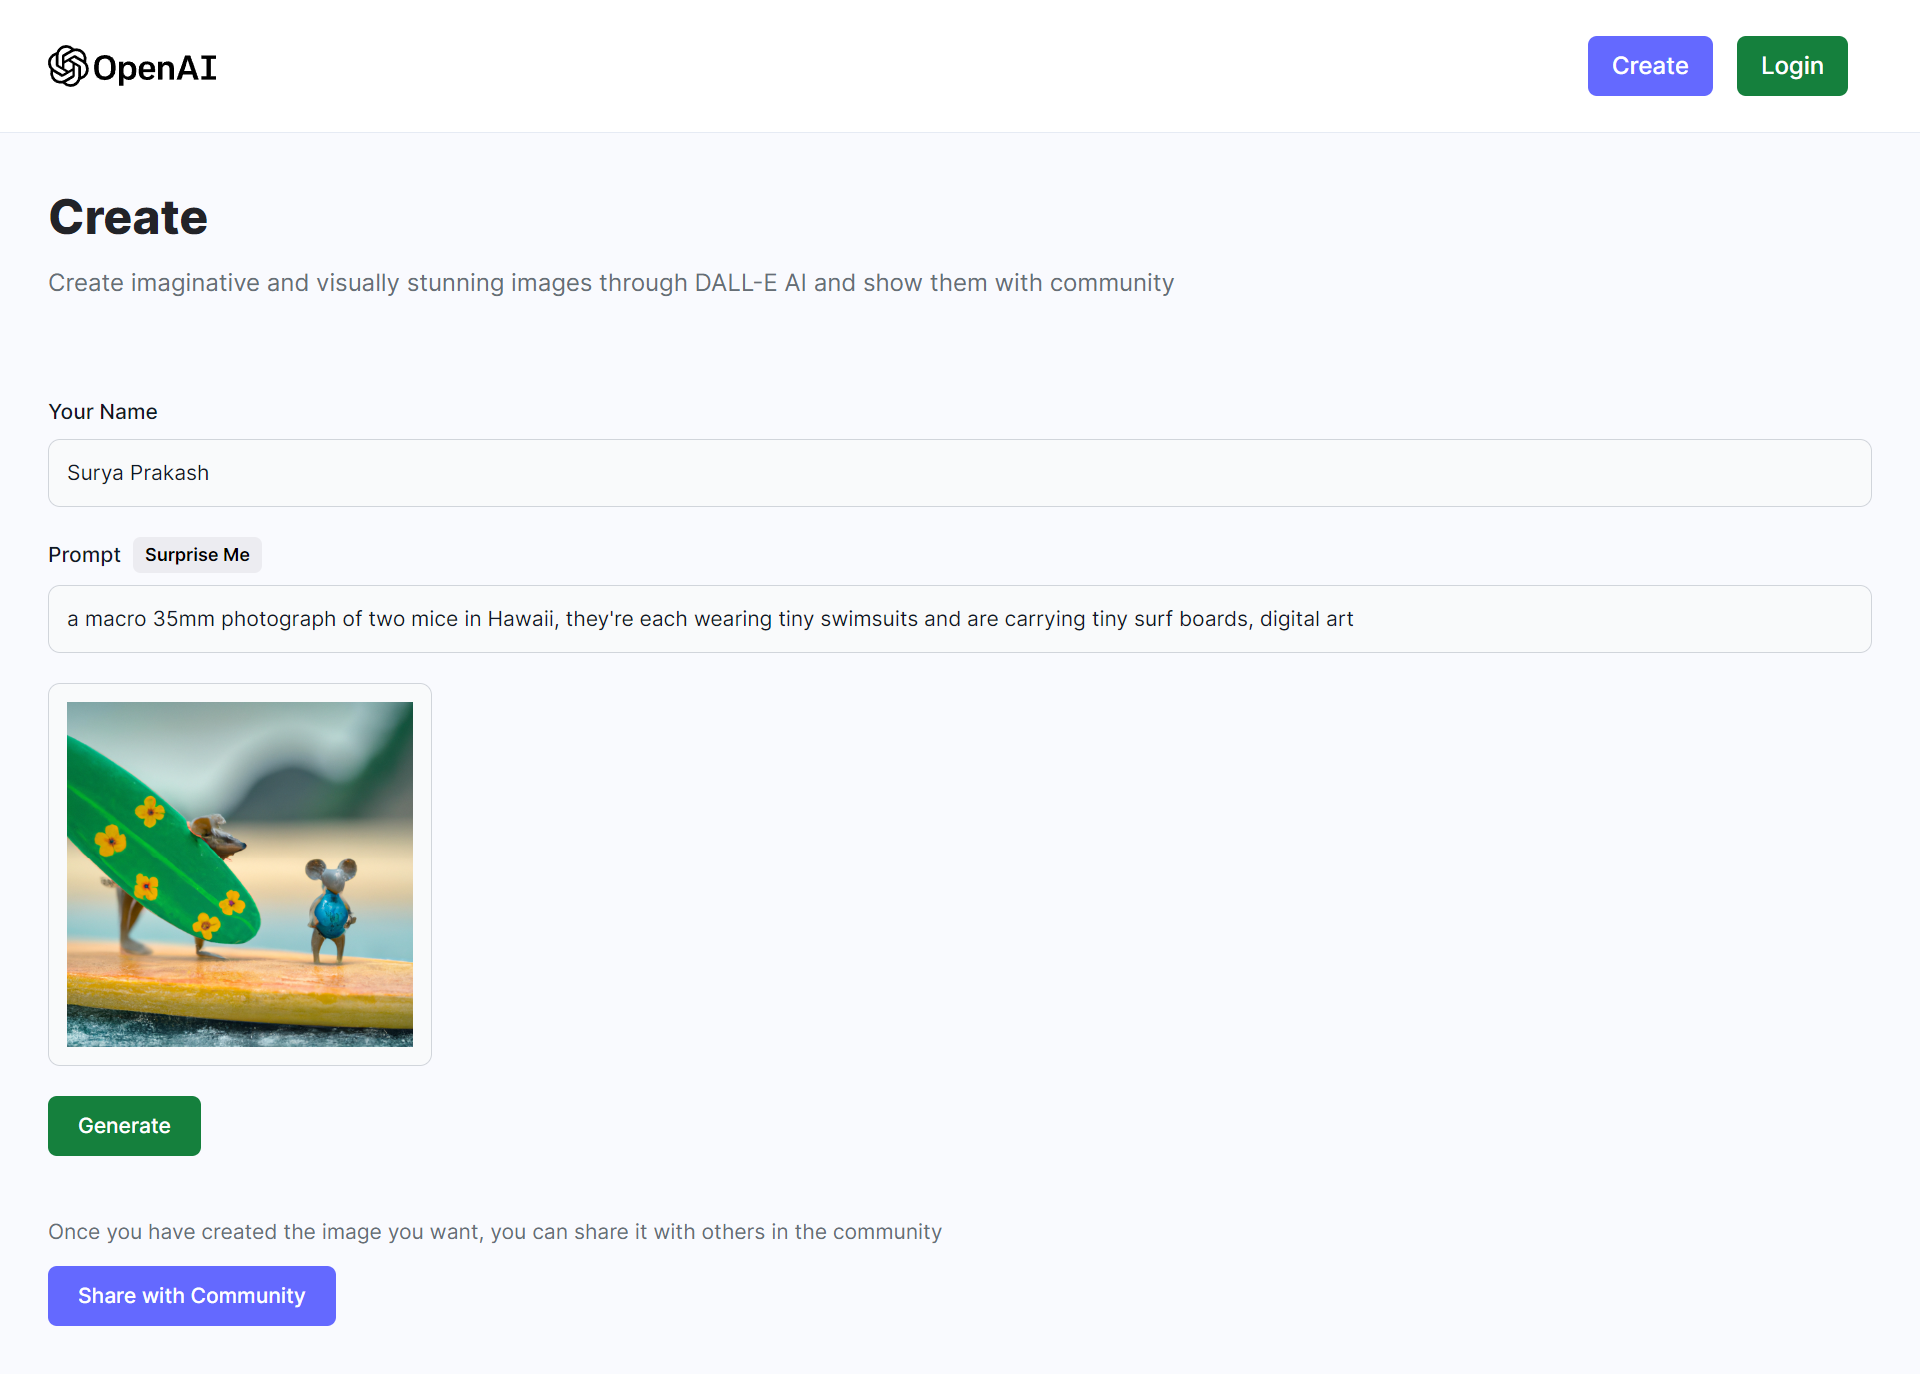 OpenAI
Create
Login
Create
Create imaginative and visually stunning images through DALL-E AI and show them with community
Your Name
Surya Prakash
Prompt
Surprise Me
a macro 35mm photograph of two mice in Hawaii, they're each wearing tiny swimsuits and are carrying tiny surf boards, digital art
Generate
Once you have created the image you want, you can share it with others in the community
Share with Community